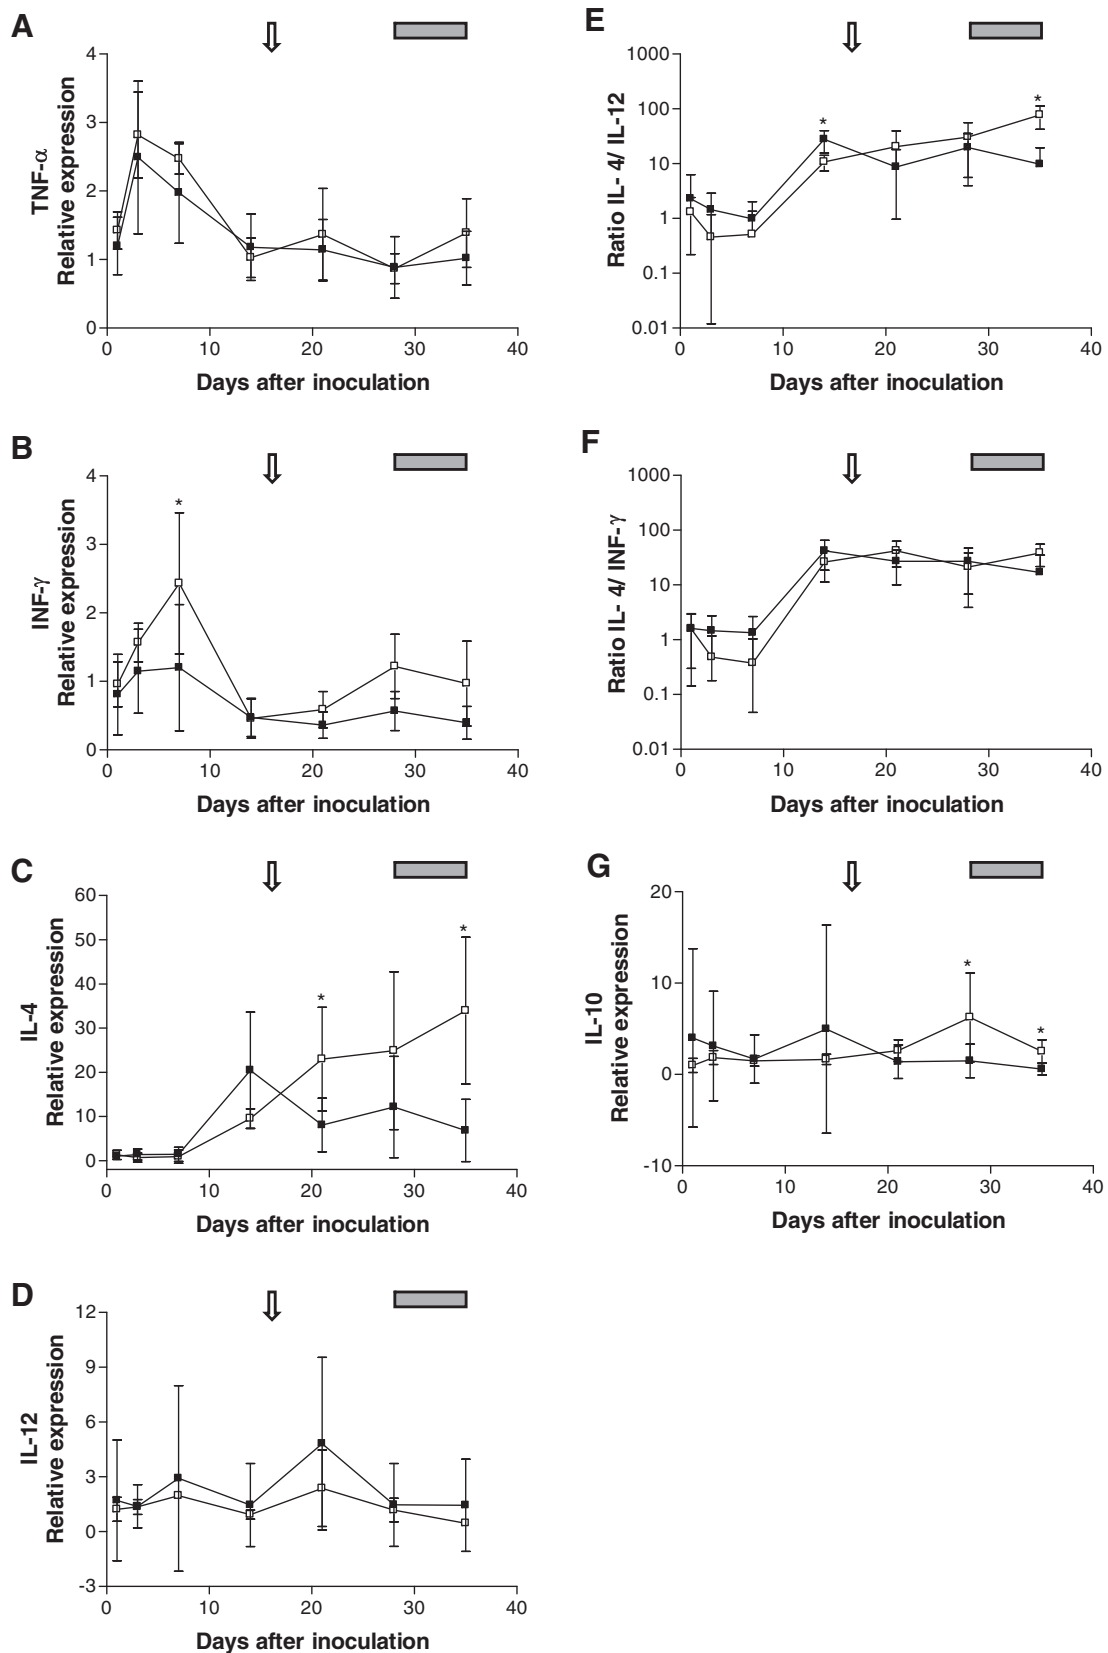 A
4
3
2
1
0
TNF-α
Relative expression
0 10 20 30 40
Days after inoculation
B
4
3
2
1
0
INF-γ
Relative expression
*
0 10 20 30 40
Days after inoculation
C
60
50
40
30
20
10
0
IL-4
Relative expression
*
*
0 10 20 30 40
Days after inoculation
D
12
9
6
3
0
-3
IL-12
Relative expression
0 10 20 30 40
Days after inoculation
E
1000
100
10
1
0.1
0.01
Ratio IL- 4/ IL-12
*
*
0 10 20 30 40
Days after inoculation
F
1000
100
10
1
0.1
0.01
Ratio IL- 4/ INF-γ
0 10 20 30 40
Days after inoculation
G
20
10
0
-10
IL-10
Relative expression
*
*
0 10 20 30 40
Days after inoculation